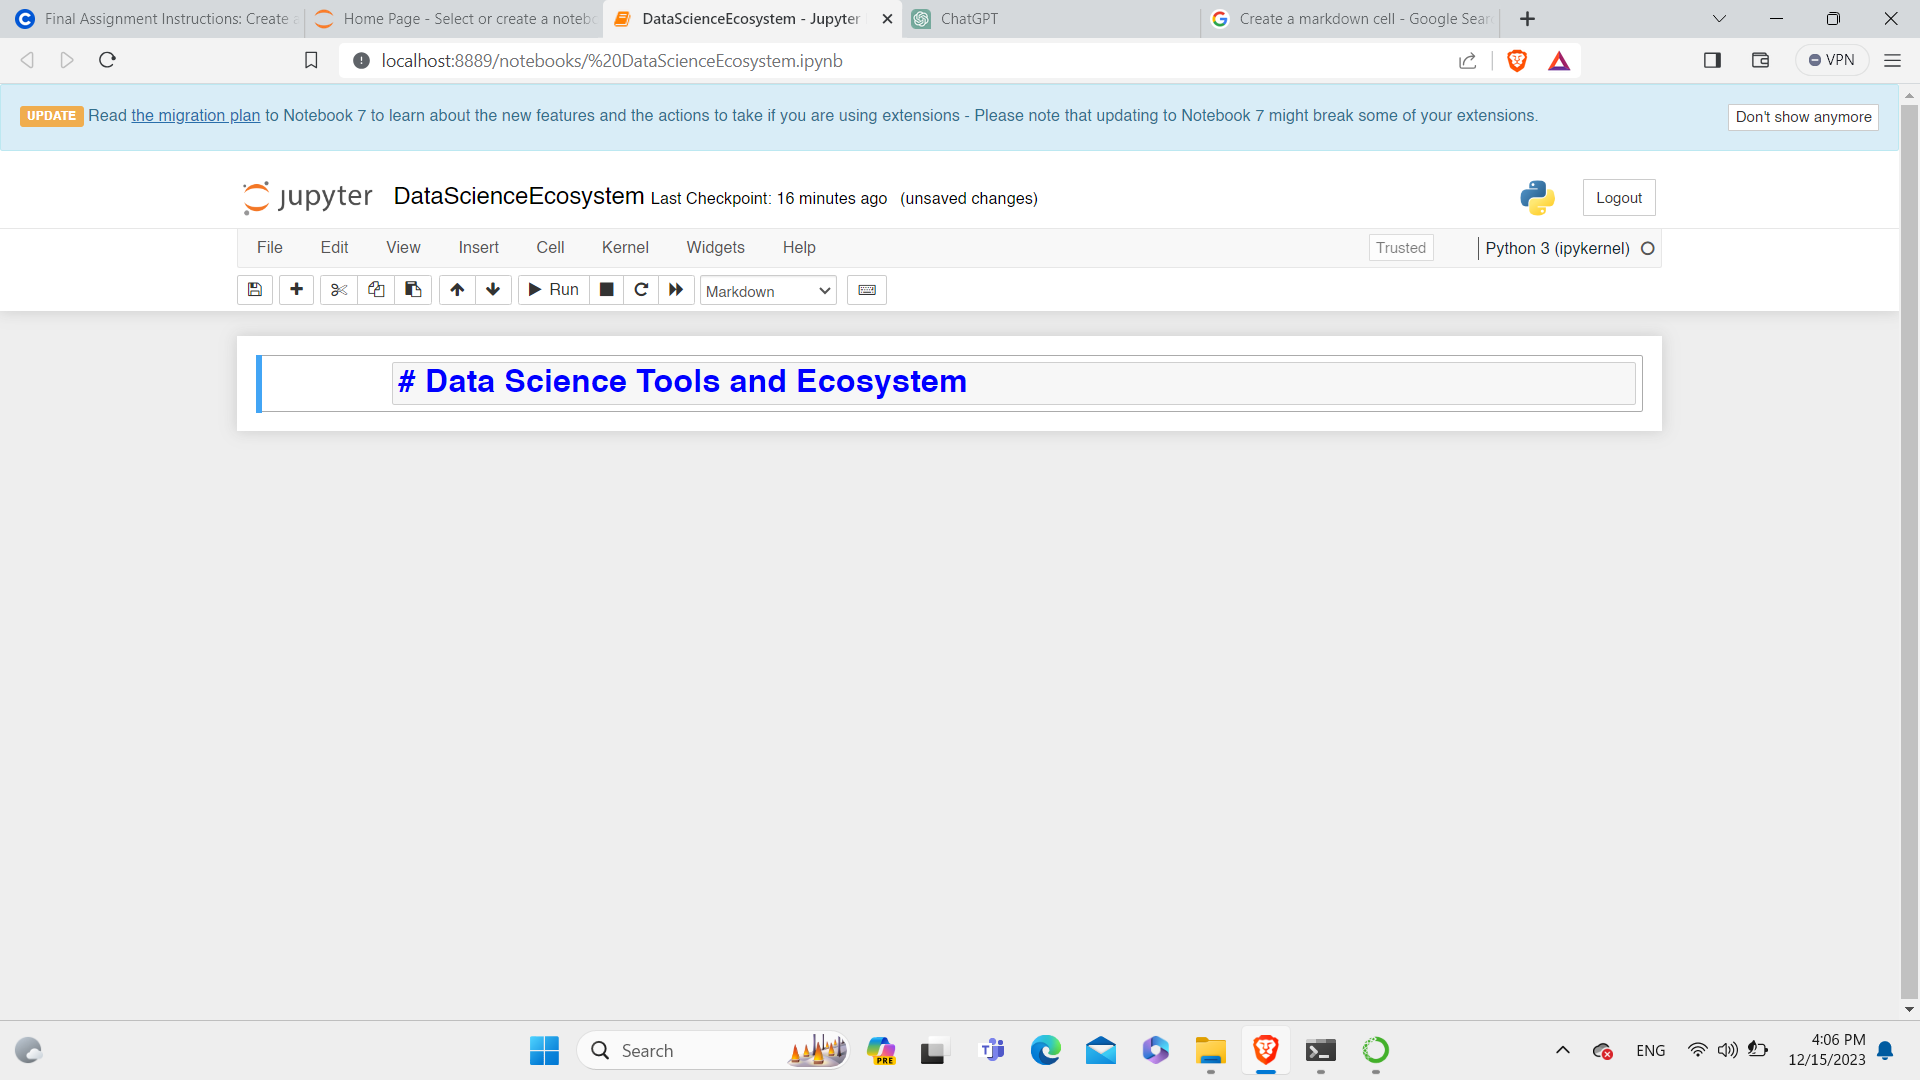 Final Assignment Instructions: Create a
Home Page - Select or create a notebo
DataScienceEcosystem - Jupyter
ChatGPT
Create a markdown cell - Google Sear
localhost:8889/notebooks/%20DataScienceEcosystem.ipynb
VPN
UPDATE Read the migration plan to Notebook 7 to learn about the new features and the actions to take if you are using extensions - Please note that updating to Notebook 7 might break some of your extensions.
Don't show anymore
jupyter DataScienceEcosystem Last Checkpoint: 16 minutes ago (unsaved changes)
Logout
File Edit View Insert Cell Kernel Widgets Help
Trusted
Python 3 (ipykernel)
Run
Markdown
# Data Science Tools and Ecosystem
Search
PRE
ENG
4:06 PM
12/15/2023